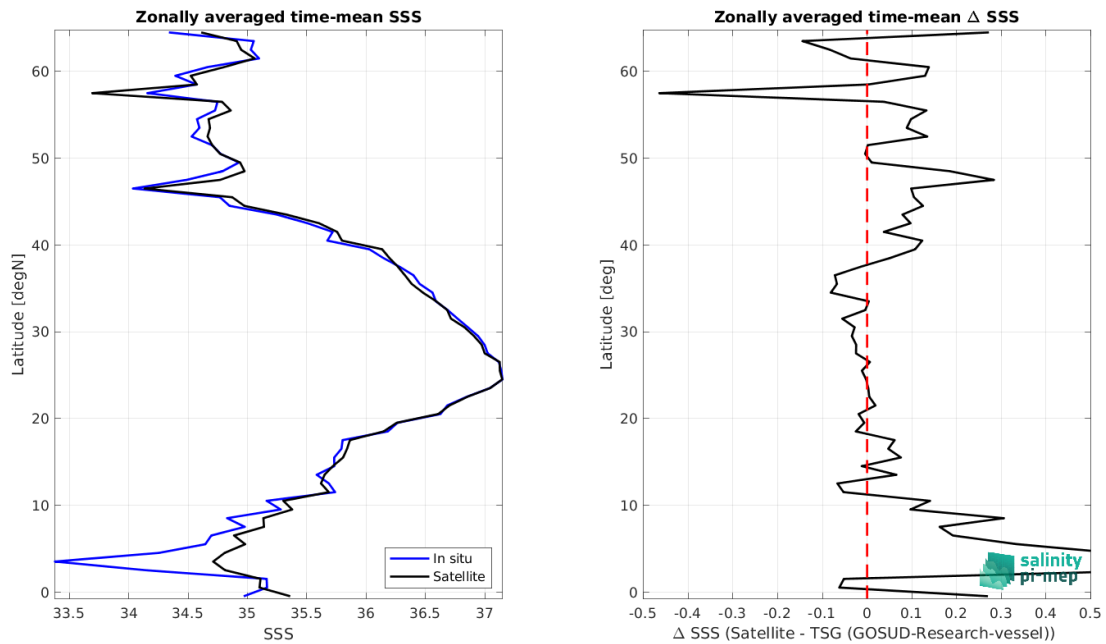 Zonally averaged time-mean SSS
60
50
40
30
20
10
0
Latitude [degN]
33.5 34 34.5 35 35.5 36 36.5 37
SSS
In situ
Satellite
Zonally averaged time-mean Δ SSS
60
50
40
30
20
10
0
Latitude [deg]
-0.5 -0.4 -0.3 -0.2 -0.1 0 0.1 0.2 0.3 0.4 0.5
Δ SSS (Satellite - TSG (GOSUD-Research-vessel))
salinity
pi-mep